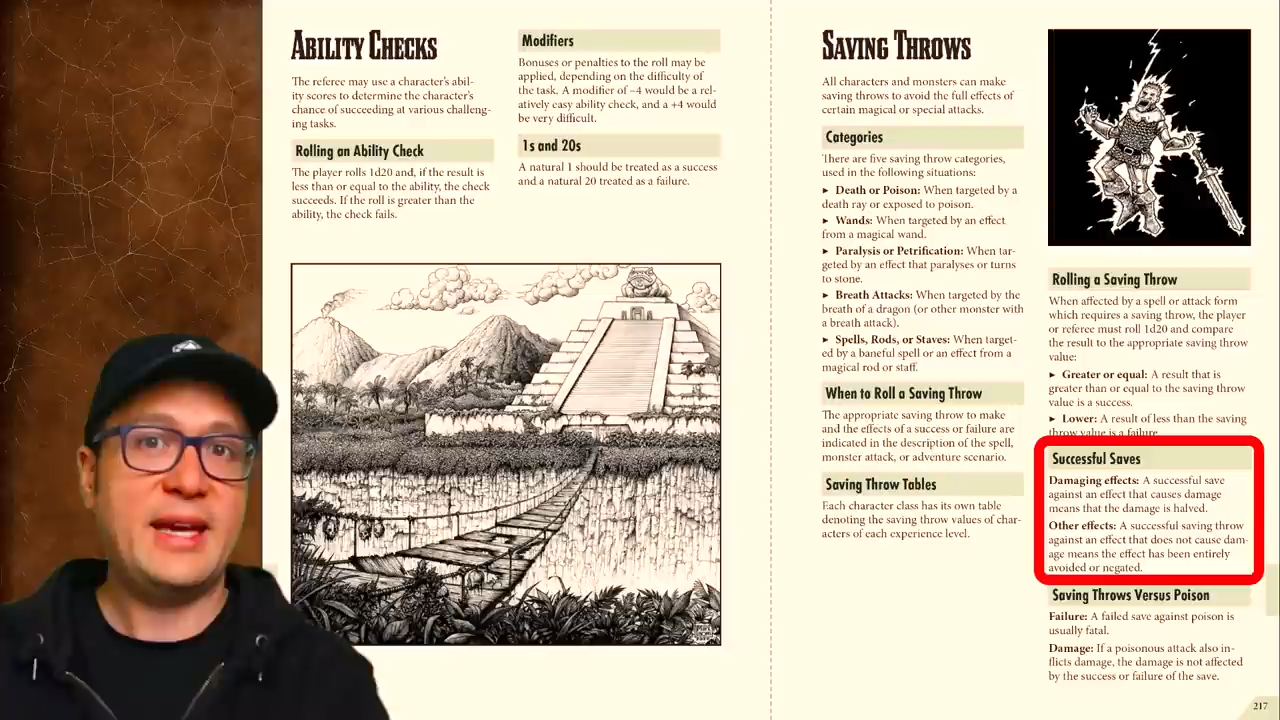 ABILITY CHECKS
The referee may use a character's abil-
ity scores to determine the character's
chance of succeeding at various challeng-
ing tasks.
Rolling an Ability Check
The player rolls 1d20 and, if the result is
less than or equal to the ability, the check
succeeds. If the roll is greater than the
ability, the check fails.
Modifiers
Bonuses or penalties to the roll may be
applied, depending on the difficulty of
the task. A modifier of –4 would be a rel-
atively easy ability check, and a +4 would
be very difficult.
1s and 20s
A natural 1 should be treated as a success
and a natural 20 treated as a failure.
SAVING THROWS
All characters and monsters can make
saving throws to avoid the full effects of
certain magical or special attacks.
Categories
There are five saving throw categories,
used in the following situations:
► Death or Poison: When targeted by a
death ray or exposed to poison.
► Wands: When targeted by an effect
from a magical wand.
► Paralysis or Petrification: When tar-
geted by an effect that paralyses or turns
to stone.
► Breath Attacks: When targeted by the
breath of a dragon (or other monster with
a breath attack).
► Spells, Rods, or Staves: When target-
ed by a baneful spell or an effect from a
magical rod or staff.
When to Roll a Saving Throw
The appropriate saving throw to make
and the effects of a success or failure are
indicated in the description of the spell,
monster attack, or adventure scenario.
Saving Throw Tables
Each character class has its own table
denoting the saving throw values of char-
acters of each experience level.
Rolling a Saving Throw
When affected by a spell or attack form
which requires a saving throw, the player
or referee must roll 1d20 and compare
the result to the appropriate saving throw
value:
► Greater or equal: A result that is
greater than or equal to the saving throw
value is a success.
► Lower: A result of less than the saving
throw value is a failure.
Successful Saves
Damaging effects: A successful save
against an effect that causes damage
means that the damage is halved.
Other effects: A successful saving throw
against an effect that does not cause dam-
age means the effect has been entirely
avoided or negated.
Saving Throws Versus Poison
Failure: A failed save against poison is
usually fatal.
Damage: If a poisonous attack also in-
flicts damage, the damage is not affected
by the success or failure of the save.
217